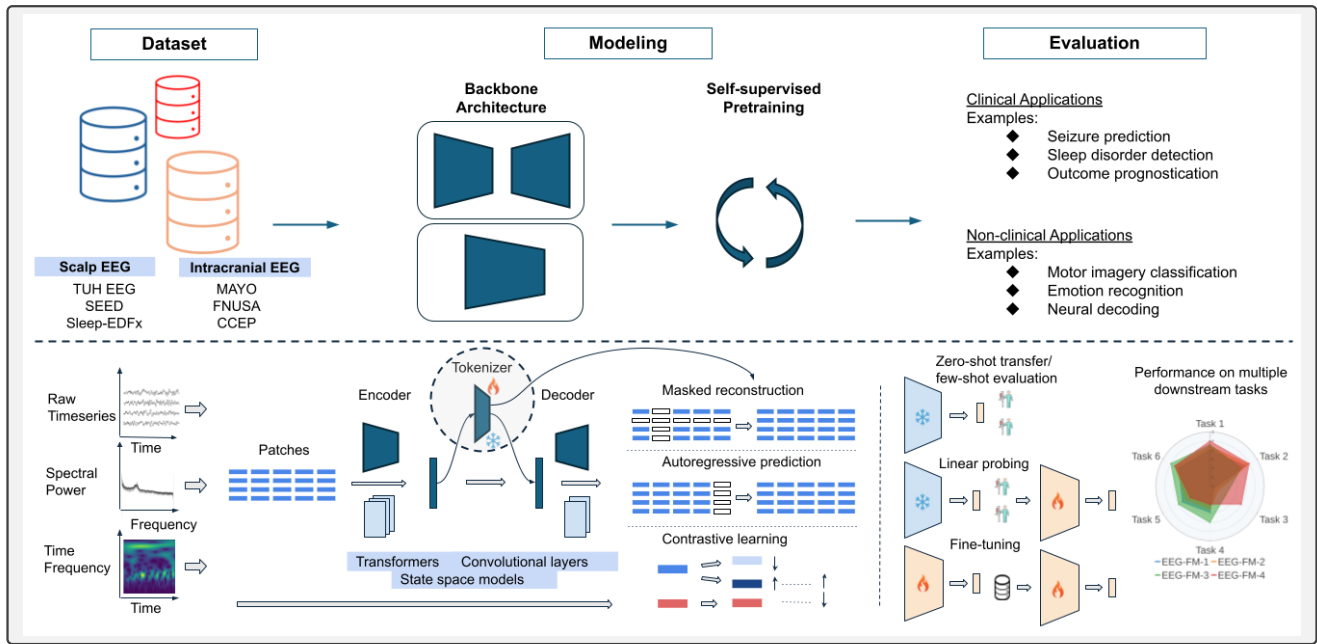 Dataset
Modeling
Evaluation
Backbone
Architecture
Self-supervised
Pretraining
Scalp EEG
TUH EEG
SEED
Sleep-EDFx
Intracranial EEG
MAYO
FNUSA
CCEP
Clinical Applications
Examples:
◆ Seizure prediction
◆ Sleep disorder detection
◆ Outcome prognostication
Non-clinical Applications
Examples:
◆ Motor imagery classification
◆ Emotion recognition
◆ Neural decoding
Raw
Timeseries
Time
Spectral
Power
Frequency
Time
Frequency
Time
Patches
Encoder
Tokenizer
Decoder
Transformers
Convolutional layers
State space models
Masked reconstruction
Autoregressive prediction
Contrastive learning
Zero-shot transfer/
few-shot evaluation
Linear probing
Fine-tuning
Performance on multiple
downstream tasks
Task 1
Task 2
Task 3
Task 4
Task 5
Task 6
EEG-FM-1 EEG-FM-2
EEG-FM-3 EEG-FM-4